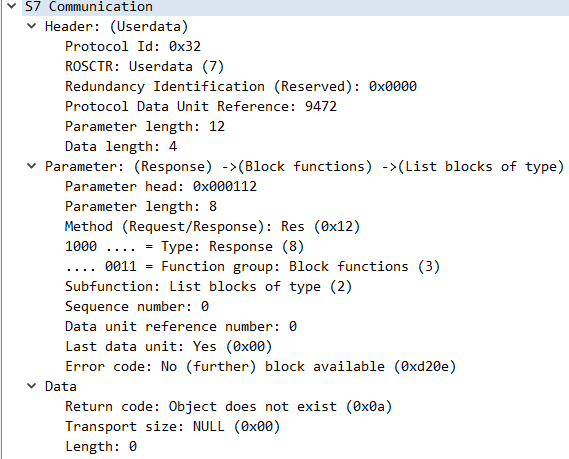 S7 Communication
Header: (Userdata)
Protocol Id: 0x32
ROSCTR: Userdata (7)
Redundancy Identification (Reserved): 0x0000
Protocol Data Unit Reference: 9472
Parameter length: 12
Data length: 4
Parameter: (Response) ->(Block functions) ->(List blocks of type)
Parameter head: 0x000112
Parameter length: 8
Method (Request/Response): Res (0x12)
1000 .... = Type: Response (8)
.... 0011 = Function group: Block functions (3)
Subfunction: List blocks of type (2)
Sequence number: 0
Data unit reference number: 0
Last data unit: Yes (0x00)
Error code: No (further) block available (0xd20e)
Data
Return code: Object does not exist (0x0a)
Transport size: NULL (0x00)
Length: 0